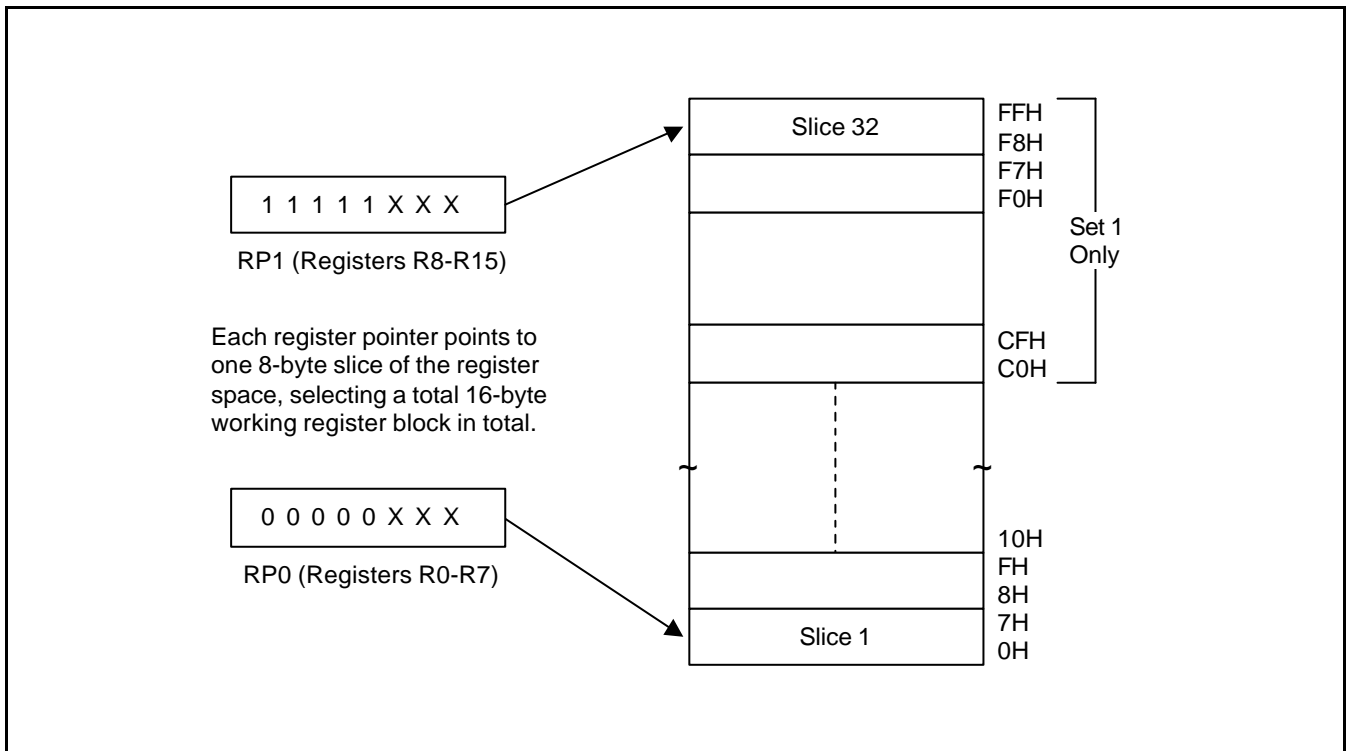 Slice 32
FFH
F8H
F7H
F0H
Set 1
Only
1 1 1 1 1 X X X
RP1 (Registers R8-R15)
Each register pointer points to
one 8-byte slice of the register
space, selecting a total 16-byte
working register block in total.
CFH
C0H
~ ~
0 0 0 0 0 X X X
RP0 (Registers R0-R7)
10H
FH
8H
7H
0H
Slice 1